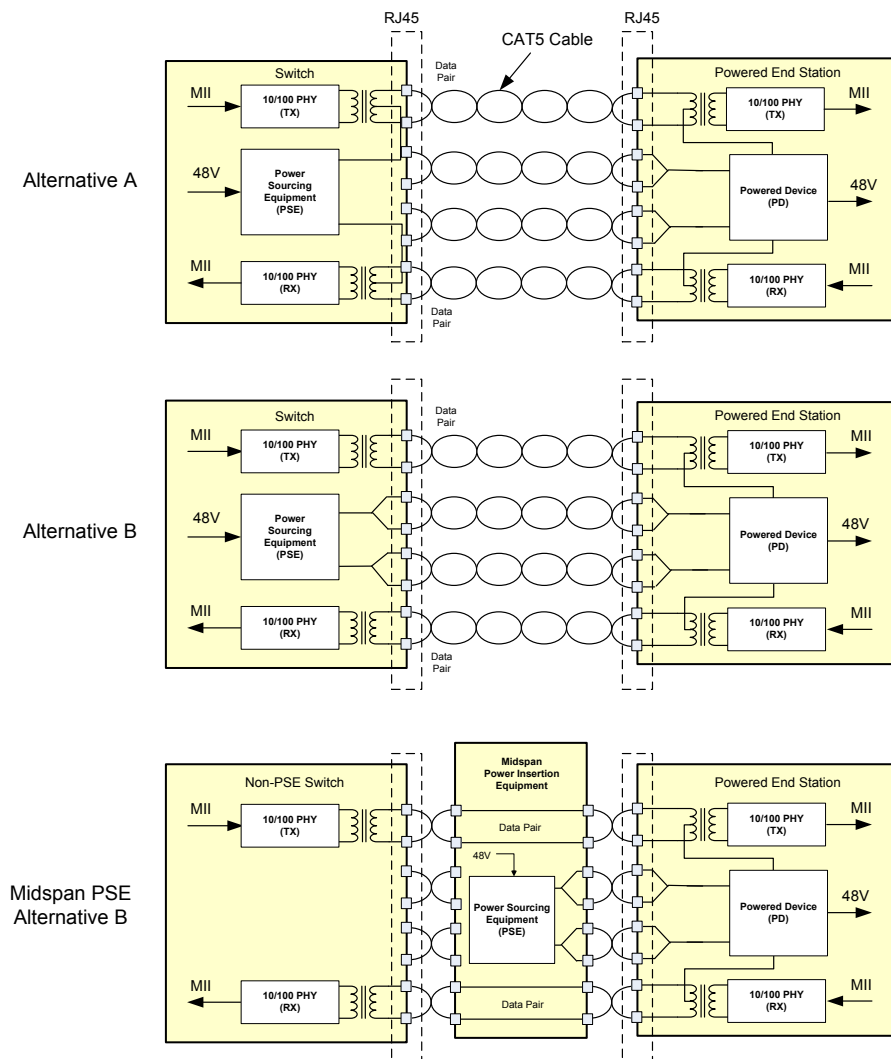 RJ45
RJ45
CAT5 Cable
Alternative A
Switch
MII
10/100 PHY
(TX)
48V
Power
Sourcing
Equipment
(PSE)
MII
10/100 PHY
(RX)
Data
Pair
Data
Pair
Powered End Station
10/100 PHY
(TX)
MII
Powered Device
(PD)
48V
10/100 PHY
(RX)
MII
Alternative B
Switch
MII
10/100 PHY
(TX)
48V
Power
Sourcing
Equipment
(PSE)
MII
10/100 PHY
(RX)
Data
Pair
Data
Pair
Powered End Station
10/100 PHY
(TX)
MII
Powered Device
(PD)
48V
10/100 PHY
(RX)
MII
Midspan PSE
Alternative B
Non-PSE Switch
MII
10/100 PHY
(TX)
MII
10/100 PHY
(RX)
Midspan
Power Insertion
Equipment
Data Pair
48V
Power Sourcing
Equipment
(PSE)
Data Pair
Powered End Station
10/100 PHY
(TX)
MII
Powered Device
(PD)
48V
10/100 PHY
(RX)
MII